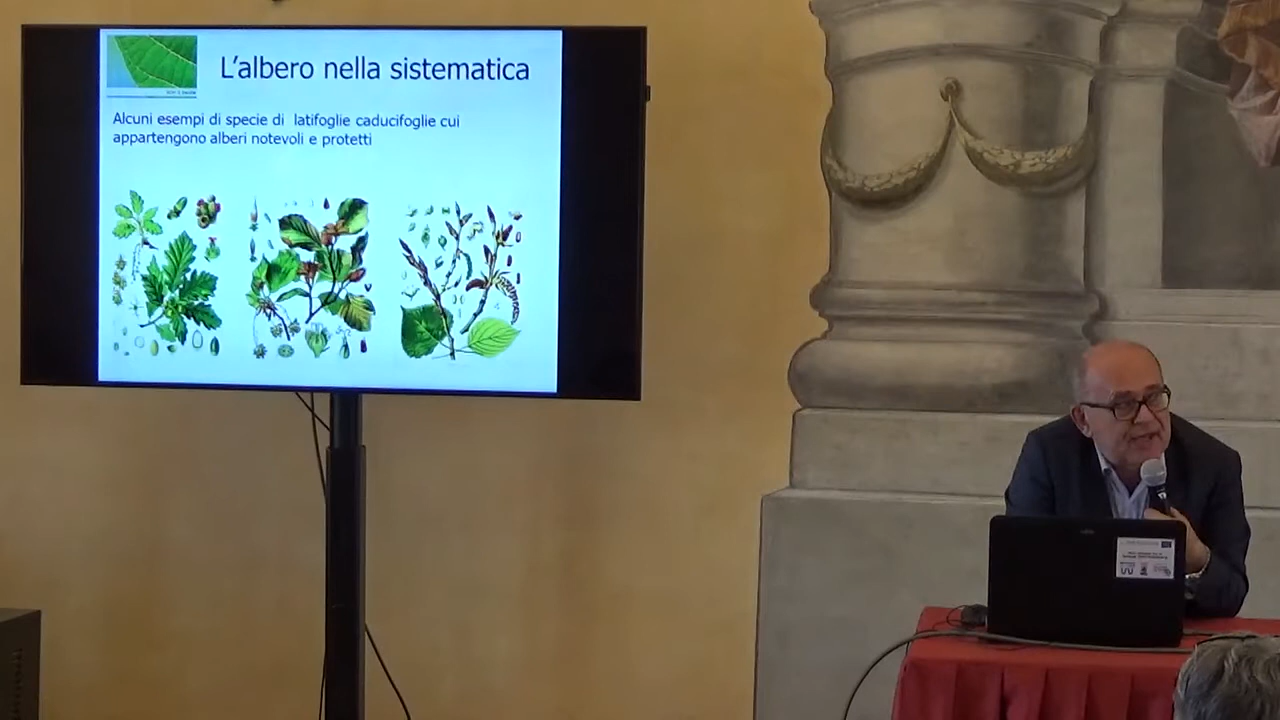 L'albero nella sistematica
Alcuni esempi di specie di latifoglie caducifoglie cui
appartengono alberi notevoli e protetti